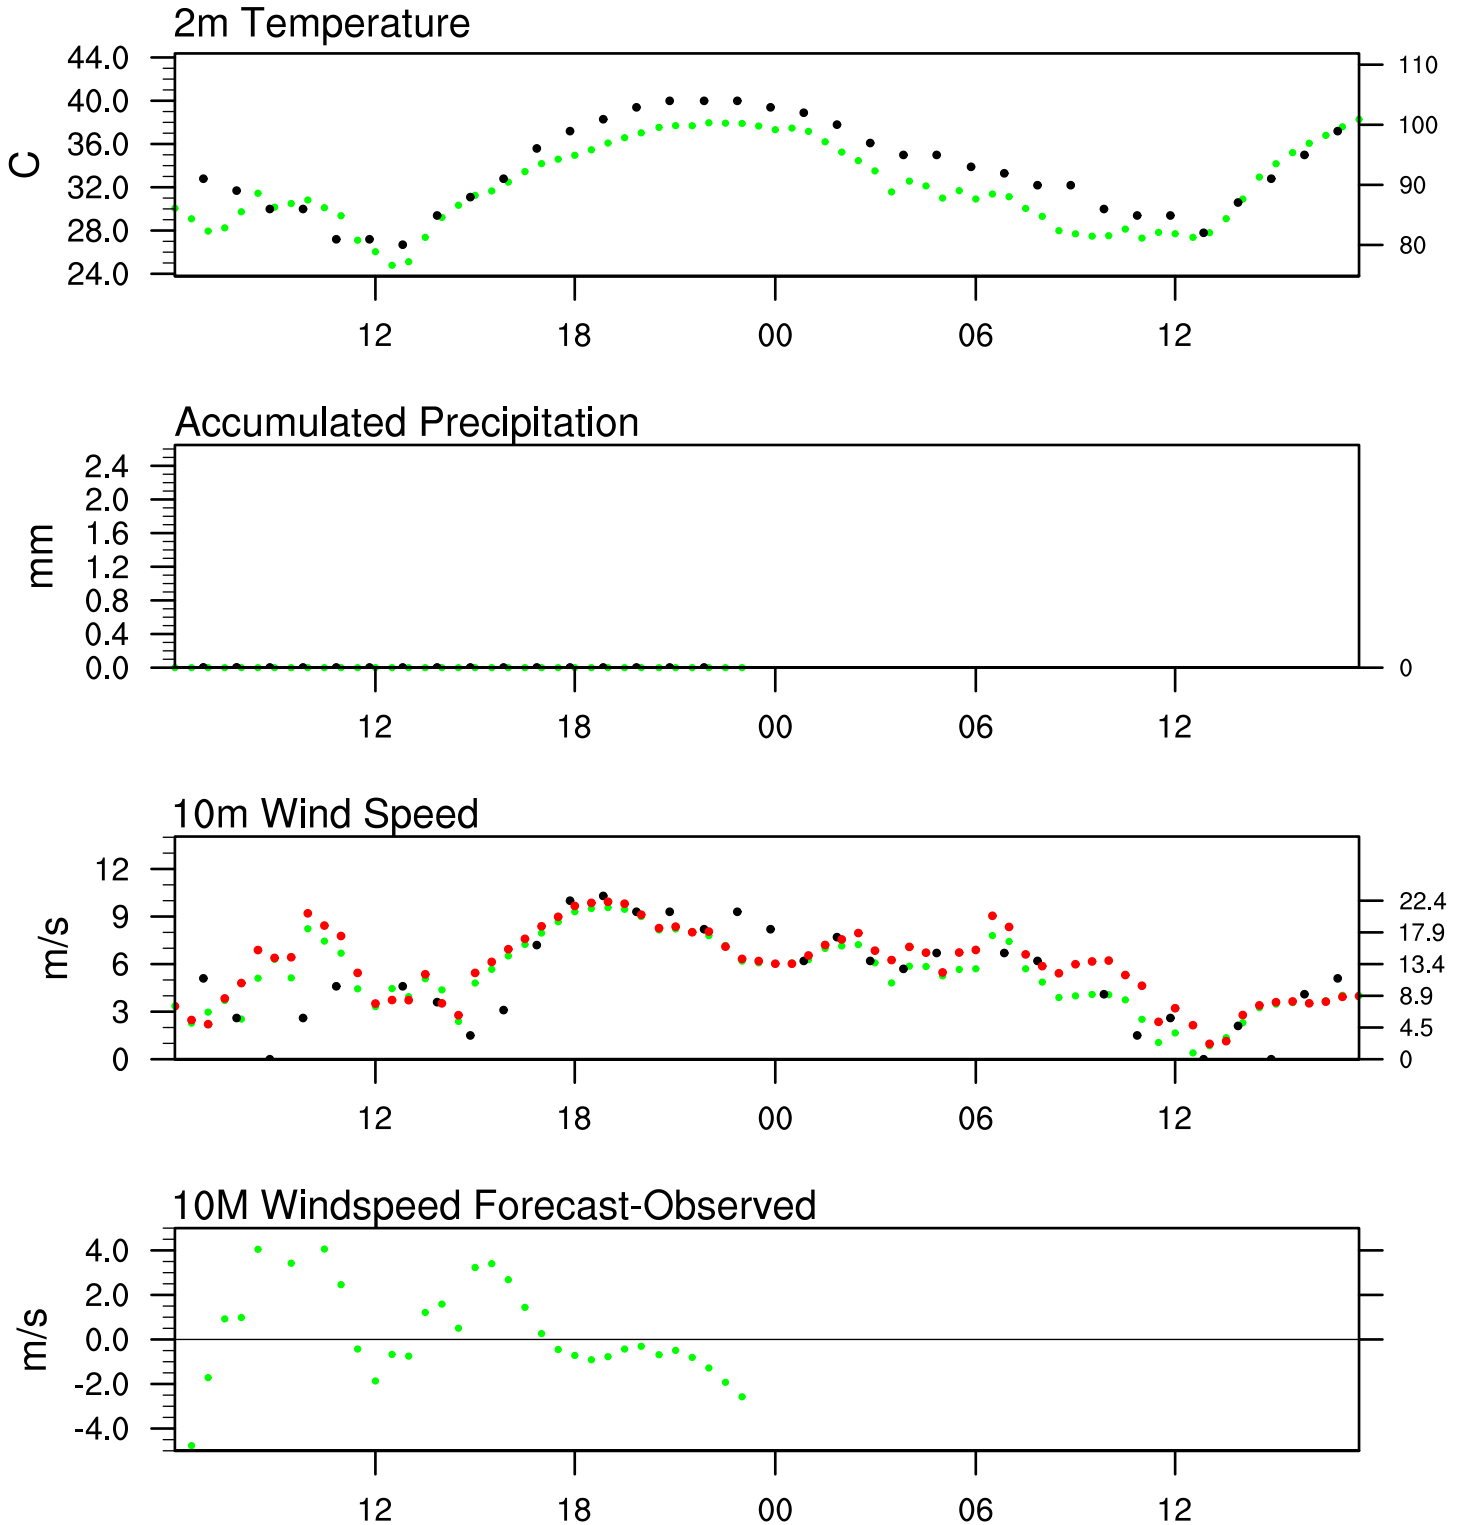 2m Temperature
44.0
40.0
36.0
32.0
28.0
24.0
C
110
100
90
80
12 18 00 06 12
Accumulated Precipitation
2.4
2.0
1.6
1.2
0.8
0.4
0.0
mm
0
12 18 00 06 12
10m Wind Speed
12
9
6
3
0
m/s
22.4
17.9
13.4
8.9
4.5
0
12 18 00 06 12
10M Windspeed Forecast-Observed
4.0
2.0
0.0
-2.0
-4.0
m/s
12 18 00 06 12